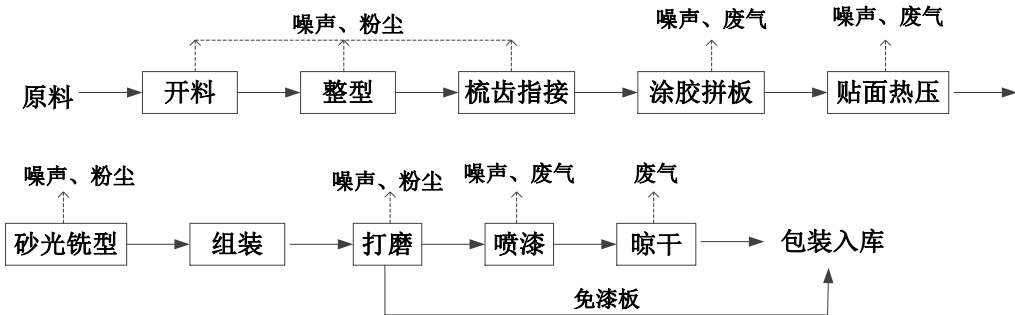 噪声、粉尘
噪声、废气
噪声、废气
原料
开料
整型
梳齿指接
涂胶拼板
贴面热压
噪声、粉尘
噪声、粉尘
噪声、废气
废气
砂光铣型
组装
打磨
喷漆
晾干
包装入库
免漆板